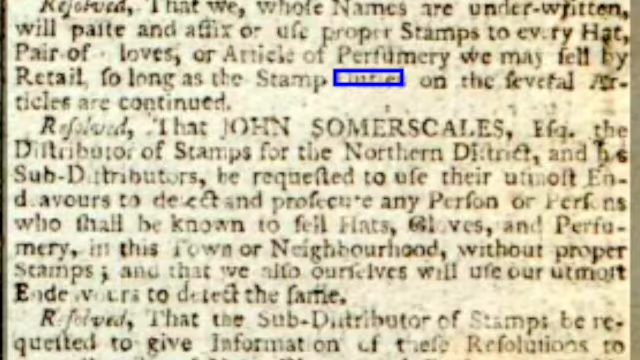 Resolved, That we, whose Names are under-written,
will paste and affix or use proper Stamps to every Hat,
Pair of loves, or Article of Perfumery we may sell by
Retail, so long as the Stamp Duties on the several Ar-
ticles are continued.
Resolved, That JOHN SOMERSCALES, Esq. the
Distributor of Stamps for the Northern District, and his
Sub-Distributors, be requested to use their utmost En-
deavours to detect and prosecute any Person or Persons
who shall be known to sell Hats, Gloves, and Perfu-
mery, in this Town or Neighbourhood, without proper
Stamps; and that we also ourselves will use our utmost
Endeavours to detect the same.
Resolved, That the Sub-Distributor of Stamps be re-
quested to give Information of these Resolutions to